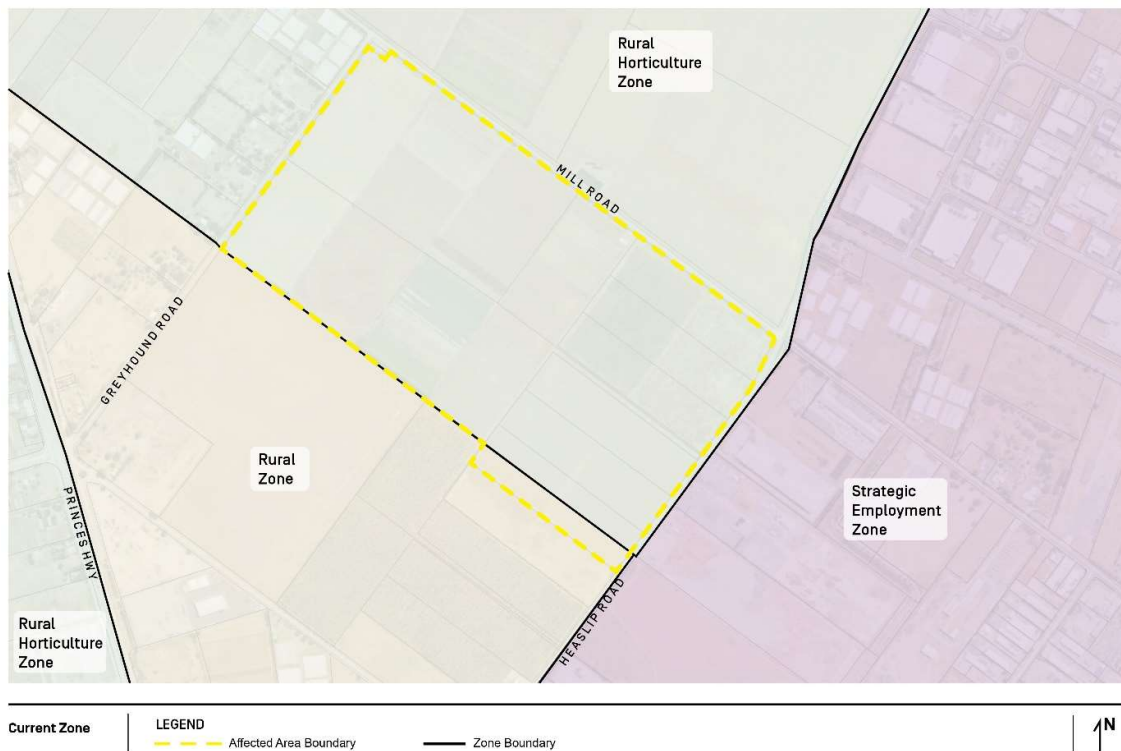 Rural
Horticulture
Zone
MILL ROAD
GREYHOUND ROAD
Rural
Zone
Strategic
Employment
Zone
PRINCES HWY
HEASLIP ROAD
Rural
Horticulture
Zone
Current Zone
LEGEND
Affected Area Boundary
Zone Boundary
N